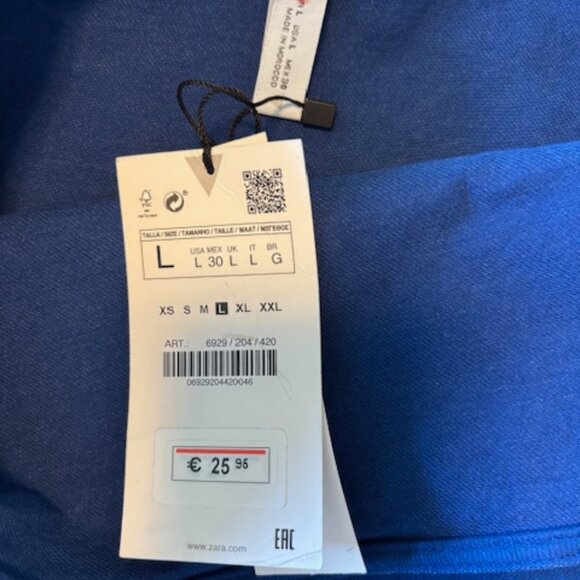 L USA L MEX 30
MADE IN MOROCCO
TALLA / SIZE / TAMANHO / TAILLE / MAAT / ΜΕΓΕΘΟΣ
L
USA MEX UK IT BR
L 30 L L G
XS S M L XL XXL
ART.: 6929 / 204 / 420
06929204420046
€ 25 95
www.zara.com
EAC